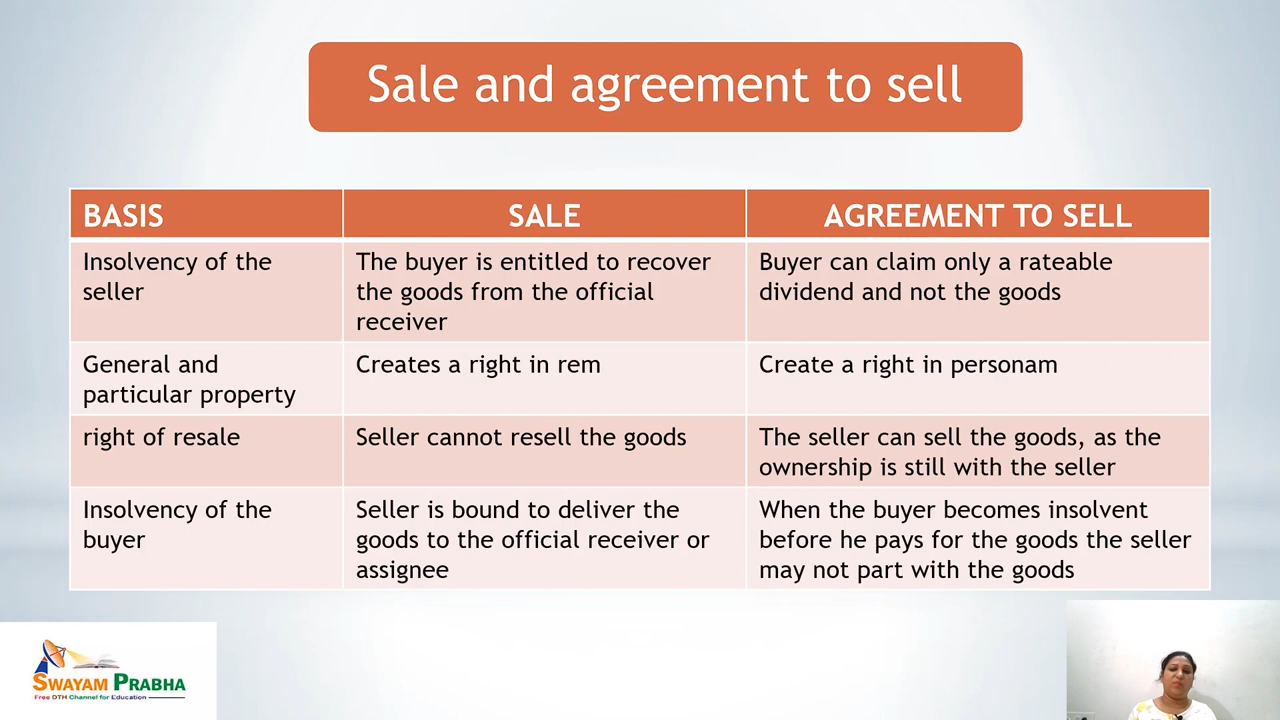 Sale and agreement to sell
BASIS
SALE
AGREEMENT TO SELL
Insolvency of the
seller
The buyer is entitled to recover
the goods from the official
receiver
Buyer can claim only a rateable
dividend and not the goods
General and
particular property
Creates a right in rem
Create a right in personam
right of resale
Seller cannot resell the goods
The seller can sell the goods, as the
ownership is still with the seller
Insolvency of the
buyer
Seller is bound to deliver the
goods to the official receiver or
assignee
When the buyer becomes insolvent
before he pays for the goods the seller
may not part with the goods
SWAYAM PRABHA
Free DTH Channel for Education